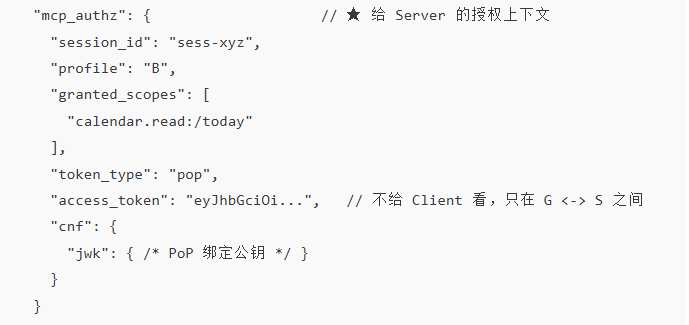 "mcp_authz": {                     // ★ 给 Server 的授权上下文
  "session_id": "sess-xyz",
  "profile": "B",
  "granted_scopes": [
    "calendar.read:/today"
  ],
  "token_type": "pop",
  "access_token": "eyJhbGciOi...",   // 不给 Client 看，只在 G <-> S 之间
  "cnf": {
    "jwk": { /* PoP 绑定公钥 */ }
  }
}